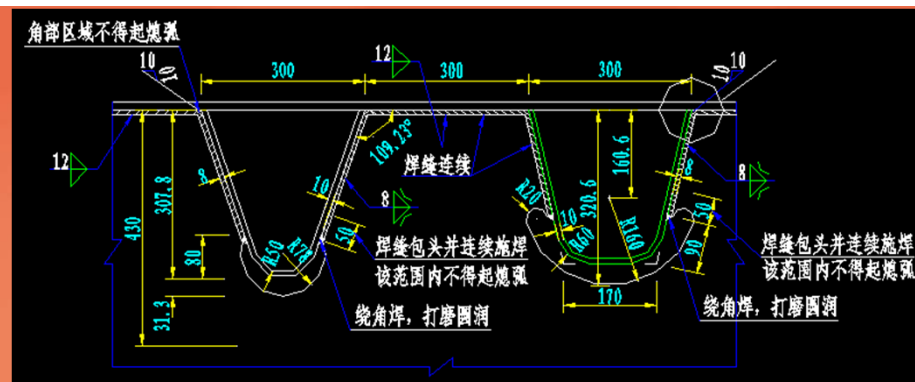 角部区域不得起熄弧
10
10
300
12
300
300
10
10
12
8
307.8
430
80
31.3
109.23°
10
8
50
R50
R78
焊缝连续
焊缝包头并连续施焊
该范围内不得起熄弧
绕角焊，打磨圆润
R20
10
R60
320.6
160.6
R160
170
8
8
50
90
焊缝包头并连续施焊
该范围内不得起熄弧
绕角焊，打磨圆润